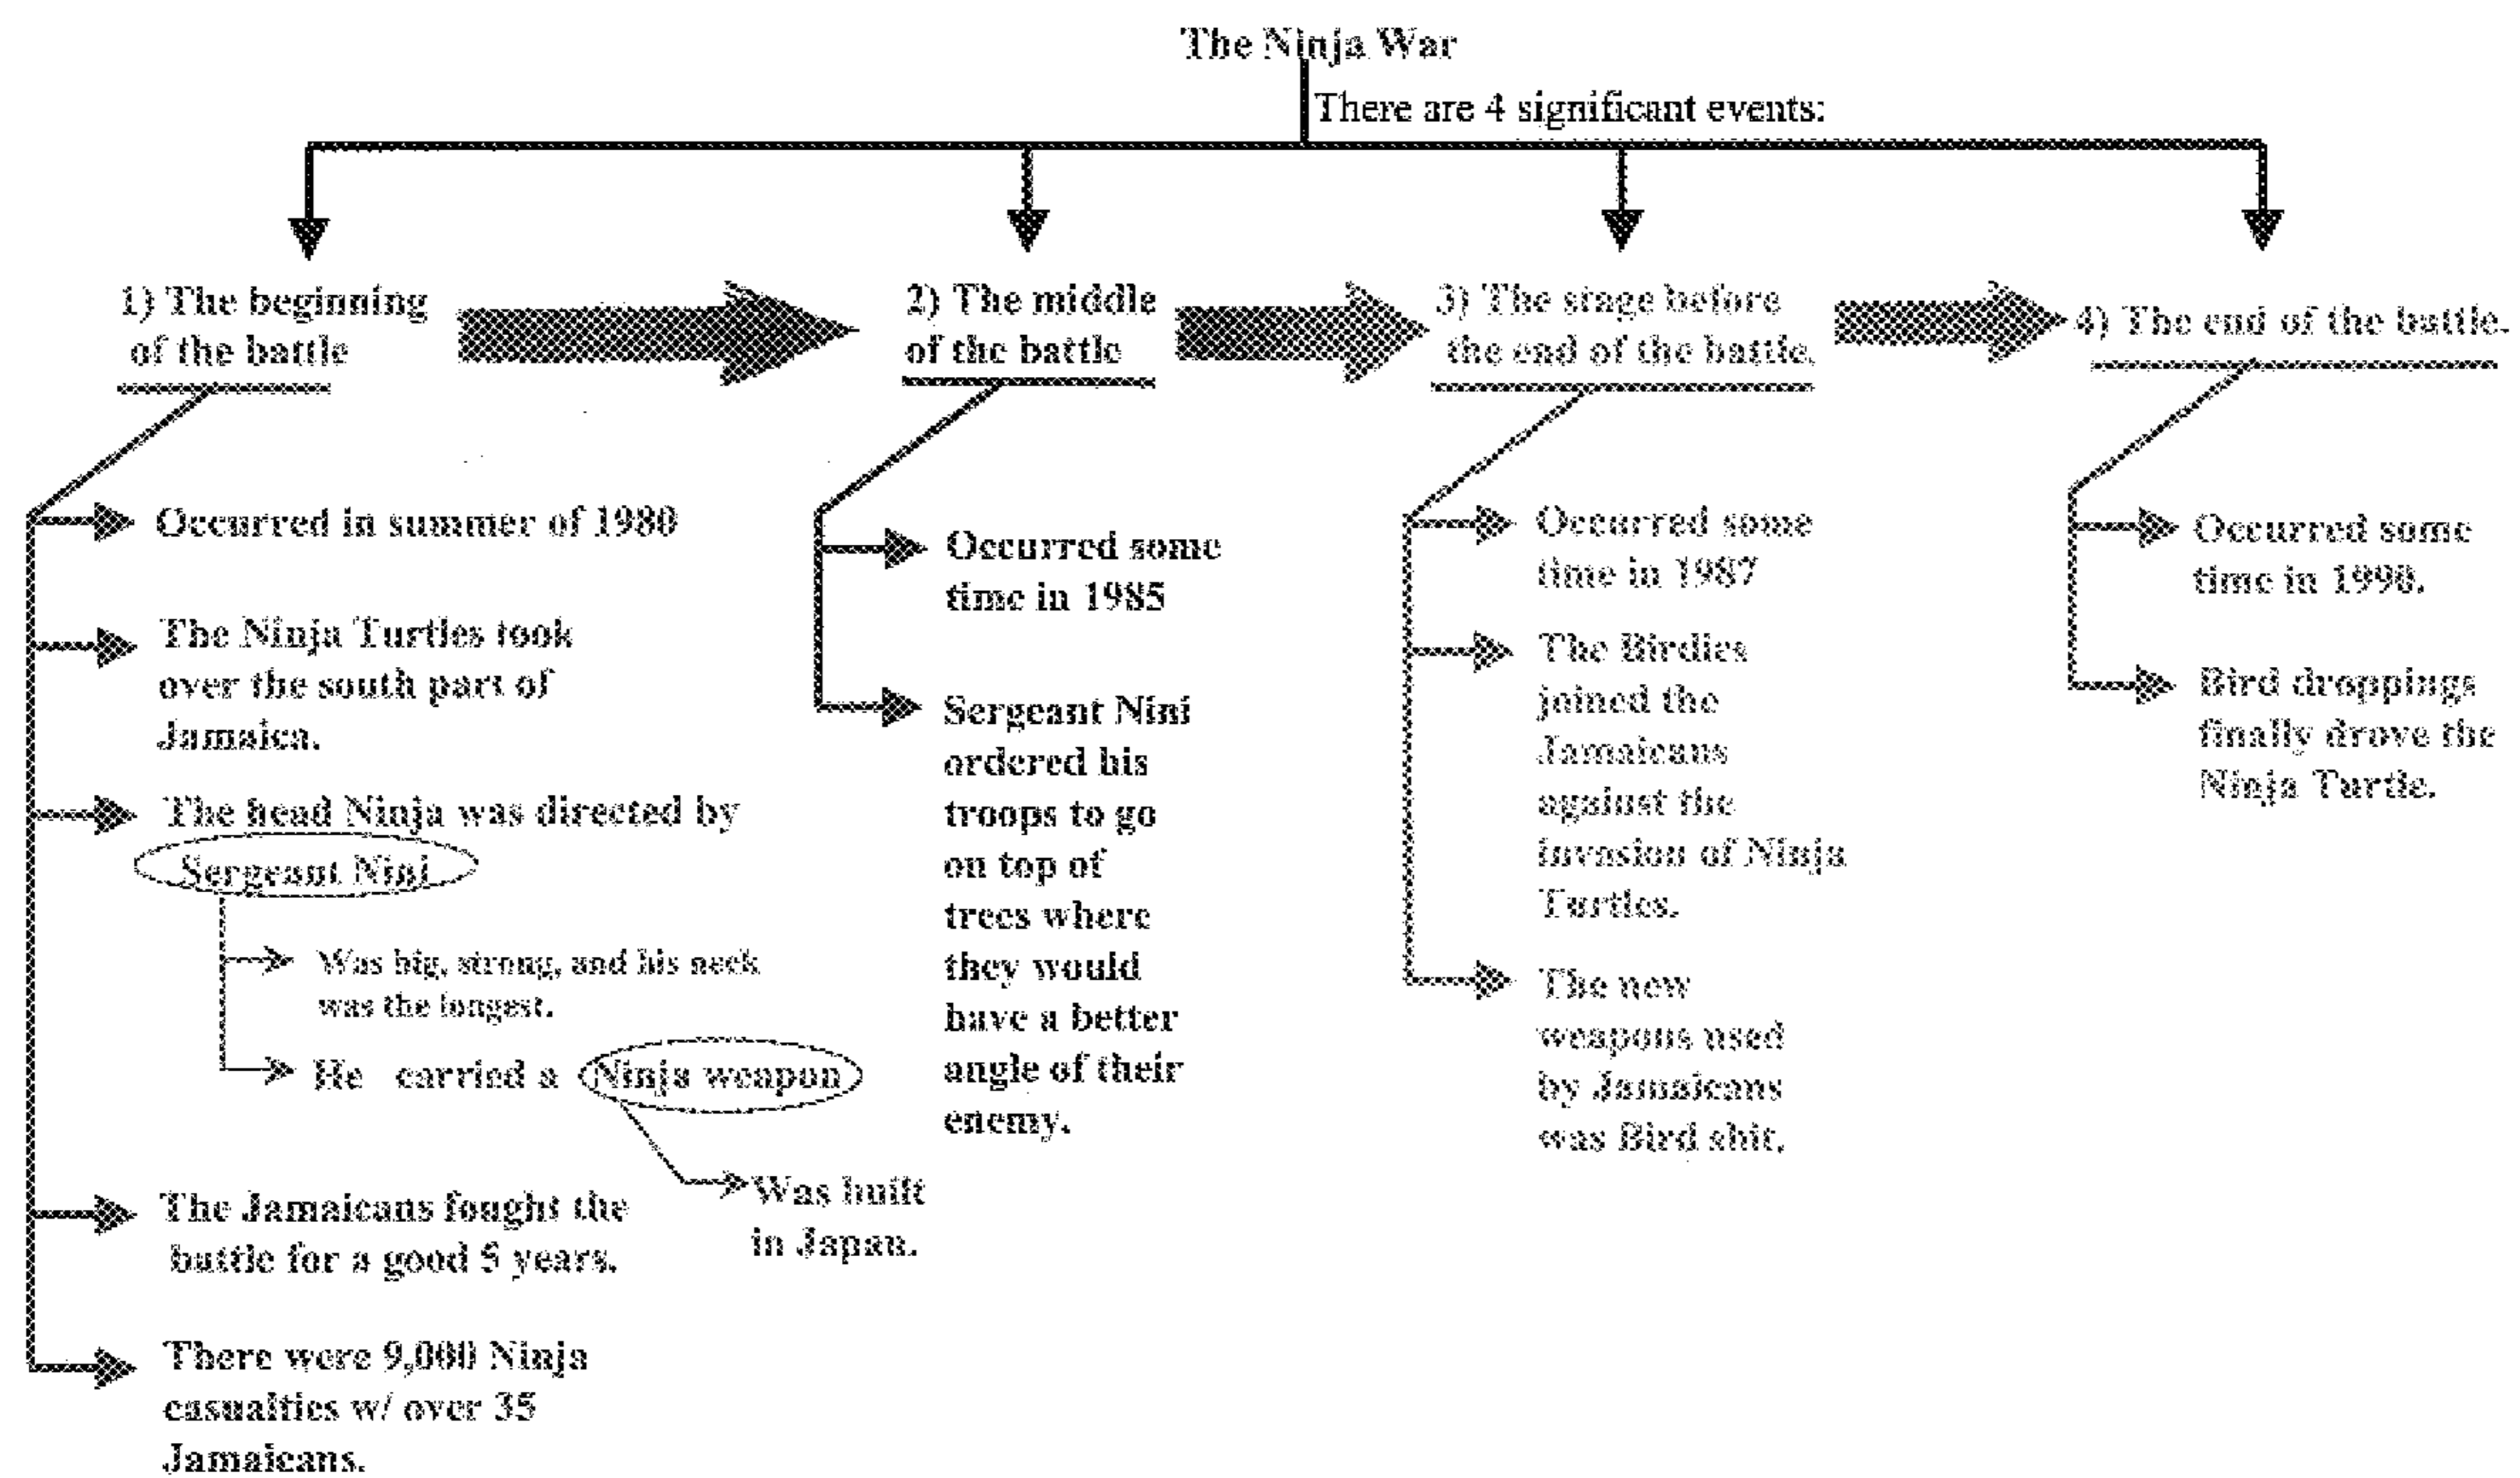 The Ninja War
There are 4 significant events:
1) The beginning
of the battle
Occurred in summer of 1980
The Ninja Turtles took
over the south part of
Jamaica.
The head Ninja was directed by
Sergeant Nini
Was big, strong, and his neck
was the longest.
He carried a Ninja weapon
Was built
in Japan.
The Jamaicans fought the
battle for a good 5 years.
There were 9,000 Ninja
casualties w/ over 35
Jamaicans.
2) The middle
of the battle
Occurred some
time in 1985
Sergeant Nini
ordered his
troops to go
on top of
trees where
they would
have a better
angle of their
enemy.
3) The stage before
the end of the battle.
Occurred some
time in 1987
The Birdies
joined the
Jamaicans
against the
invasion of Ninja
Turtles.
The new
weapons used
by Jamaicans
was Bird shit.
4) The end of the battle.
Occurred some
time in 1990.
Bird droppings
finally drove the
Ninja Turtle.